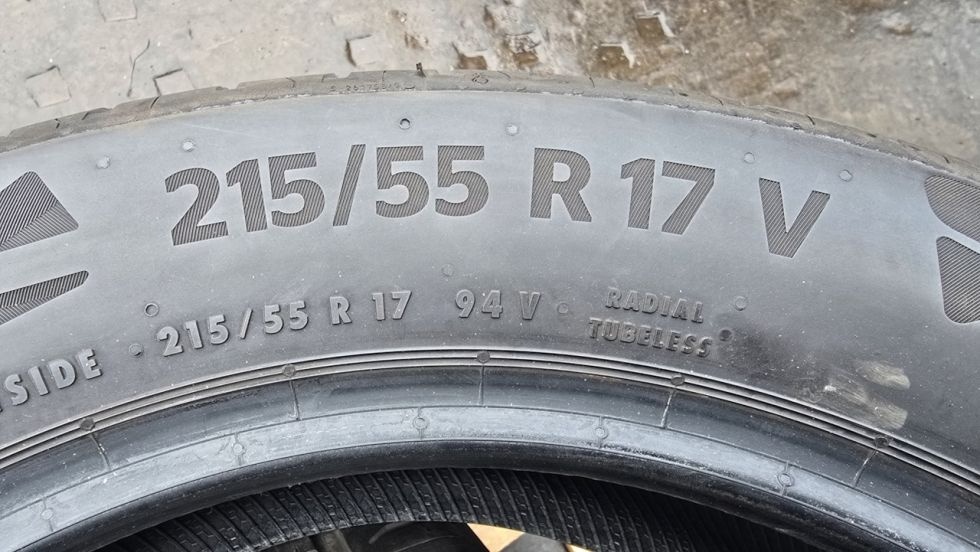 215/55 R 17 V
215/55 R 17 94 V
RADIAL
TUBELESS
SIDE